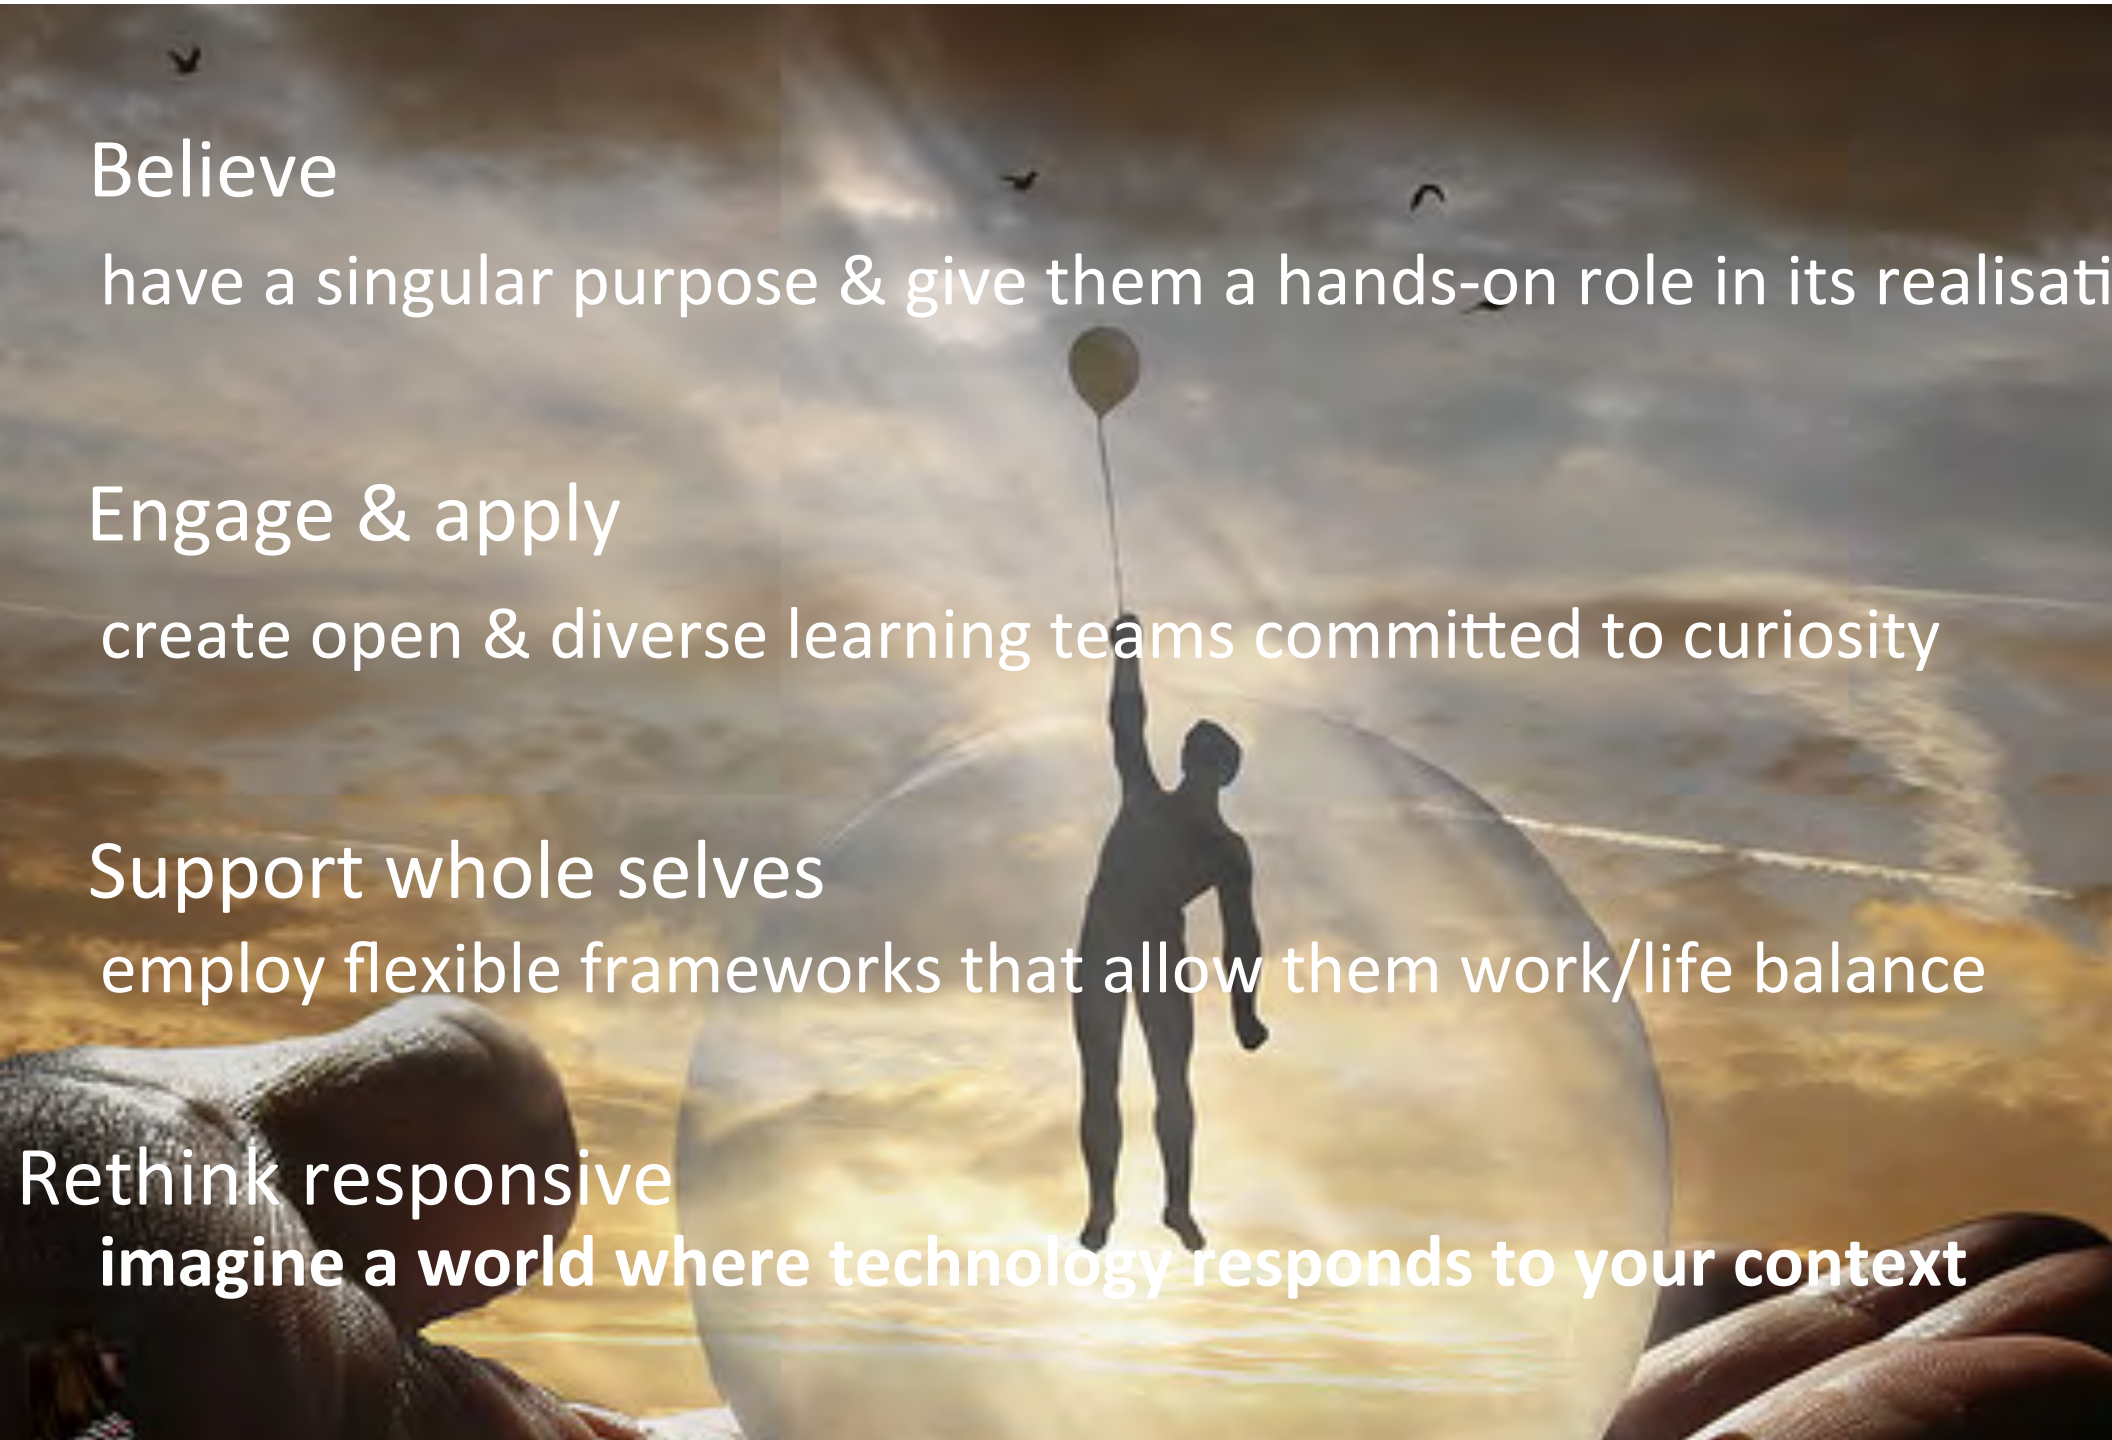 Believe
have a singular purpose & give them a hands-on role in its realisati
Engage & apply
create open & diverse learning teams committed to curiosity
Support whole selves
employ flexible frameworks that allow them work/life balance
Rethink responsive
imagine a world where technology responds to your context